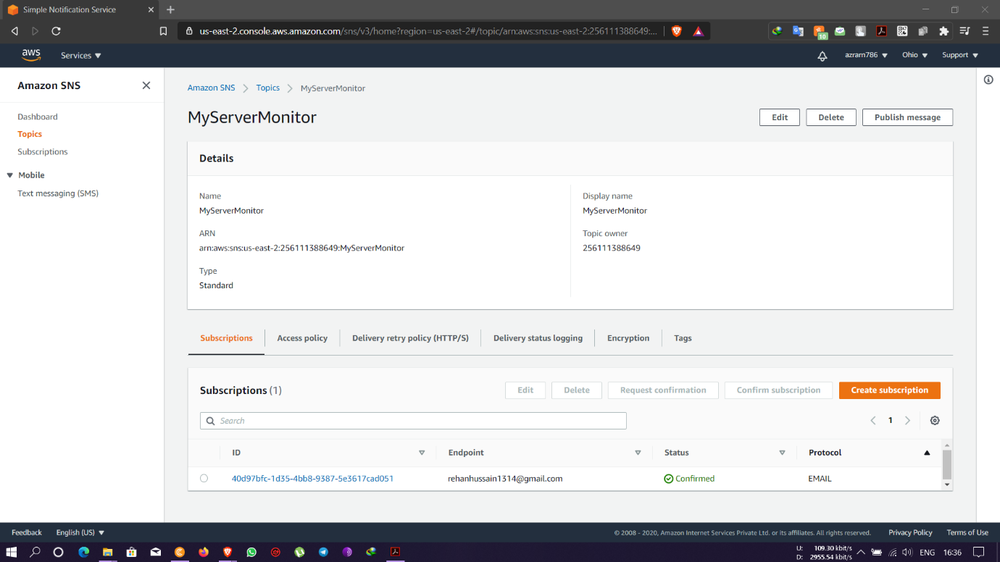 Simple Notification Service
us-east-2.console.aws.amazon.com/sns/v3/home?region=us-east-2#/topic/arn:aws:sns:us-east-2:256111388649:...
10
aws
Services
azram786
Ohio
Support
Amazon SNS
Dashboard
Topics
Subscriptions
Mobile
Text messaging (SMS)
Amazon SNS
Topics
MyServerMonitor
MyServerMonitor
Edit
Delete
Publish message
Details
Name
MyServerMonitor
Display name
MyServerMonitor
ARN
arn:aws:sns:us-east-2:256111388649:MyServerMonitor
Topic owner
256111388649
Type
Standard
Subscriptions
Access policy
Delivery retry policy (HTTP/S)
Delivery status logging
Encryption
Tags
Subscriptions (1)
Edit
Delete
Request confirmation
Confirm subscription
Create subscription
Search
1
ID
Endpoint
Status
Protocol
40d97bfc-1d35-4bb8-9387-5e3617cad051
rehanhussain1314@gmail.com
Confirmed
EMAIL
Feedback
English (US)
© 2008 - 2020, Amazon Internet Services Private Ltd. or its affiliates. All rights reserved.
Privacy Policy
Terms of Use
U: 109.30 kbit/s
D: 2955.54 kbit/s
ENG
16:36